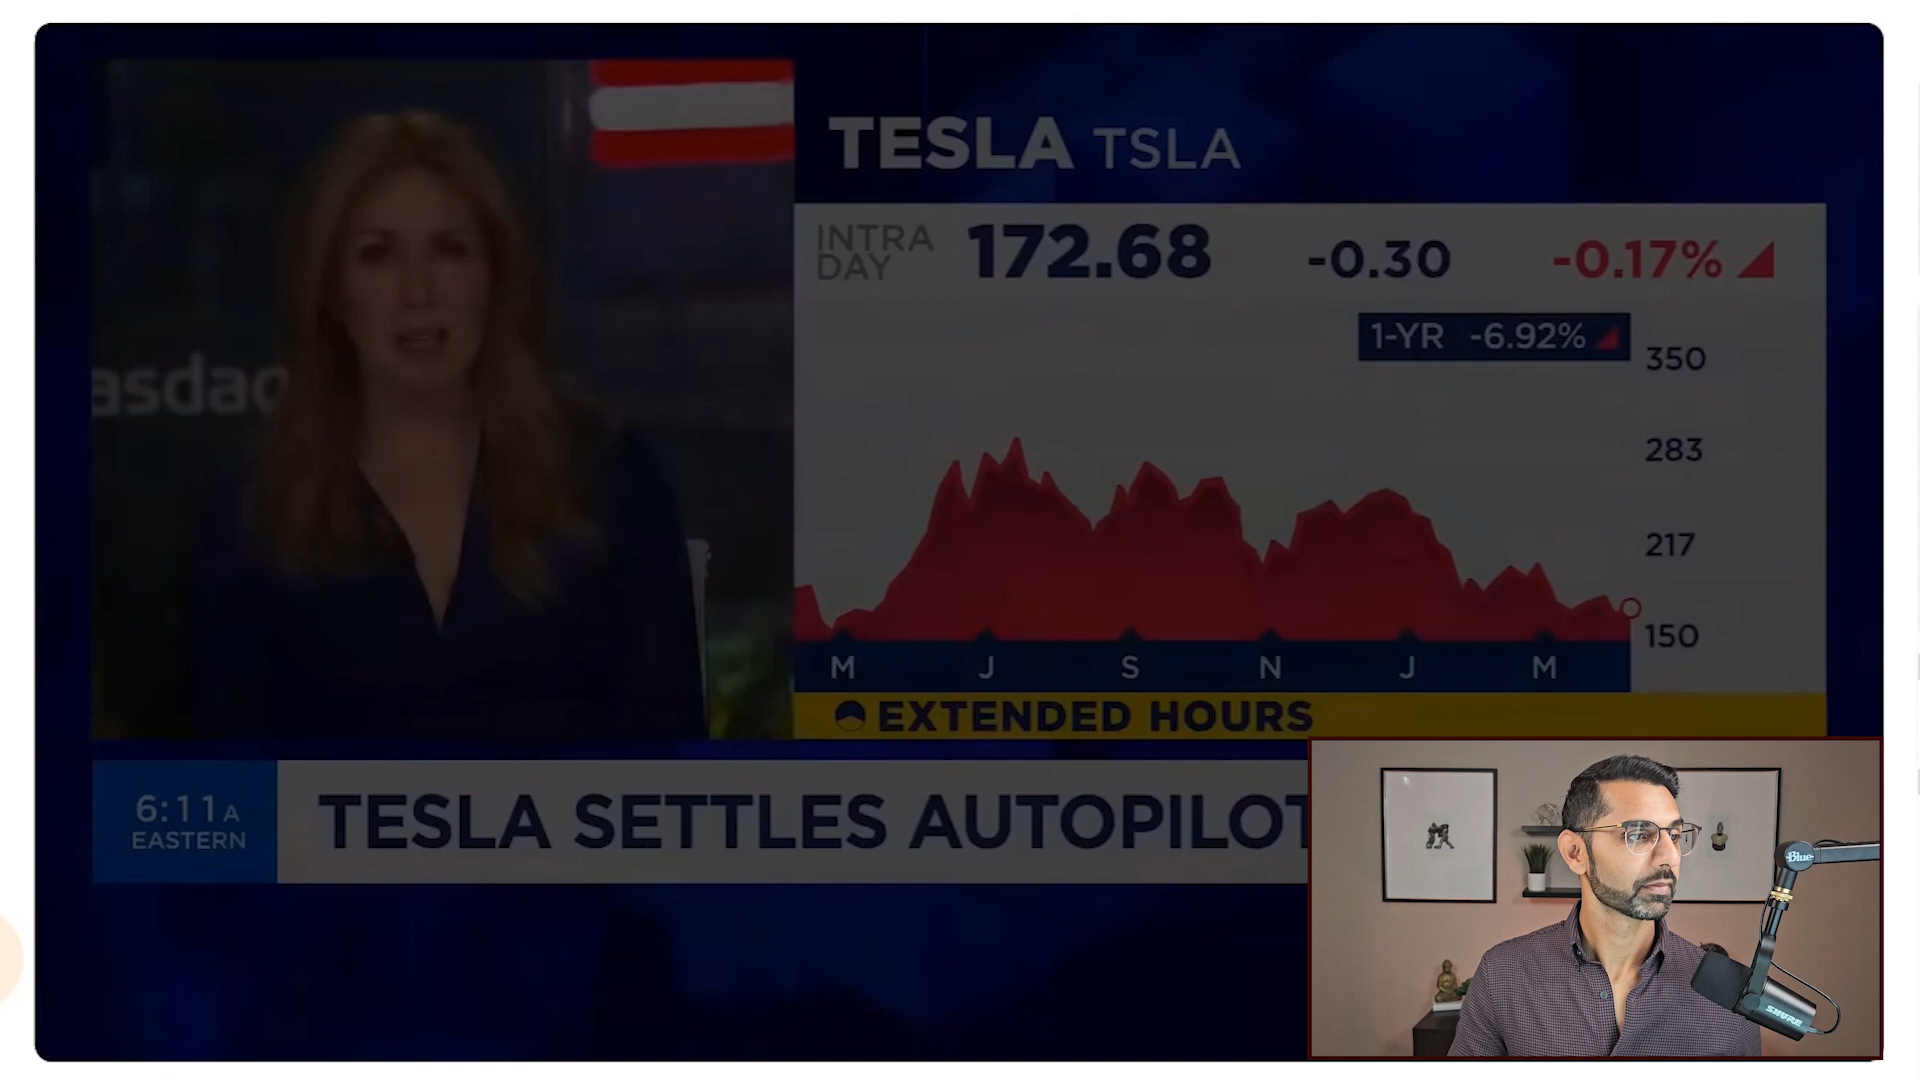 TESLA TSLA
INTRA DAY 172.68 -0.30 -0.17%
1-YR -6.92%
350
283
217
150
M J S N J M
EXTENDED HOURS
asdaq
6:11A
EASTERN
TESLA SETTLES AUTOPILOT
Blue
SHURE